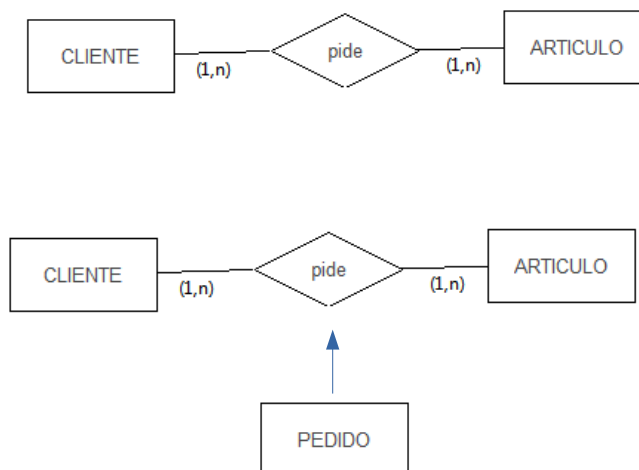 CLIENTE pide ARTICULO
(1,n) (1,n)
CLIENTE pide ARTICULO
(1,n) (1,n)
PEDIDO